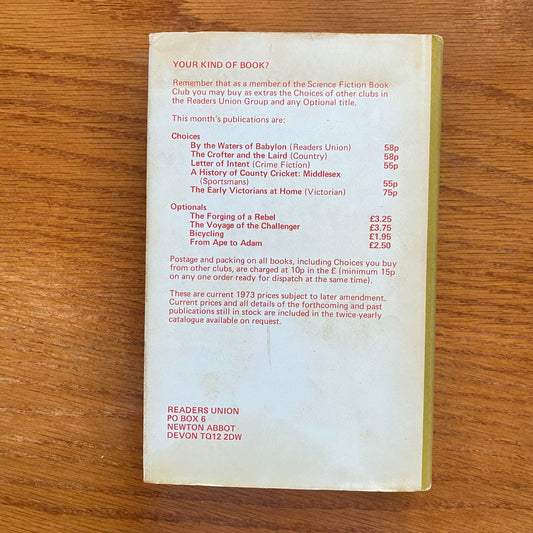 YOUR KIND OF BOOK?
Remember that as a member of the Science Fiction Book
Club you may buy as extras the Choices of other clubs in
the Readers Union Group and any Optional title.
This month's publications are:
Choices
By the Waters of Babylon (Readers Union) 58p
The Crofter and the Laird (Country) 58p
Letter of Intent (Crime Fiction) 55p
A History of County Cricket: Middlesex
(Sportsmans) 55p
The Early Victorians at Home (Victorian) 75p
Optionals
The Forging of a Rebel £3.25
The Voyage of the Challenger £3.75
Bicycling £1.95
From Ape to Adam £2.50
Postage and packing on all books, including Choices you buy
from other clubs, are charged at 10p in the £ (minimum 15p
on any one order ready for dispatch at the same time).
These are current 1973 prices subject to later amendment.
Current prices and all details of the forthcoming and past
publications still in stock are included in the twice-yearly
catalogue available on request.
READERS UNION
PO BOX 6
NEWTON ABBOT
DEVON TQ12 2DW